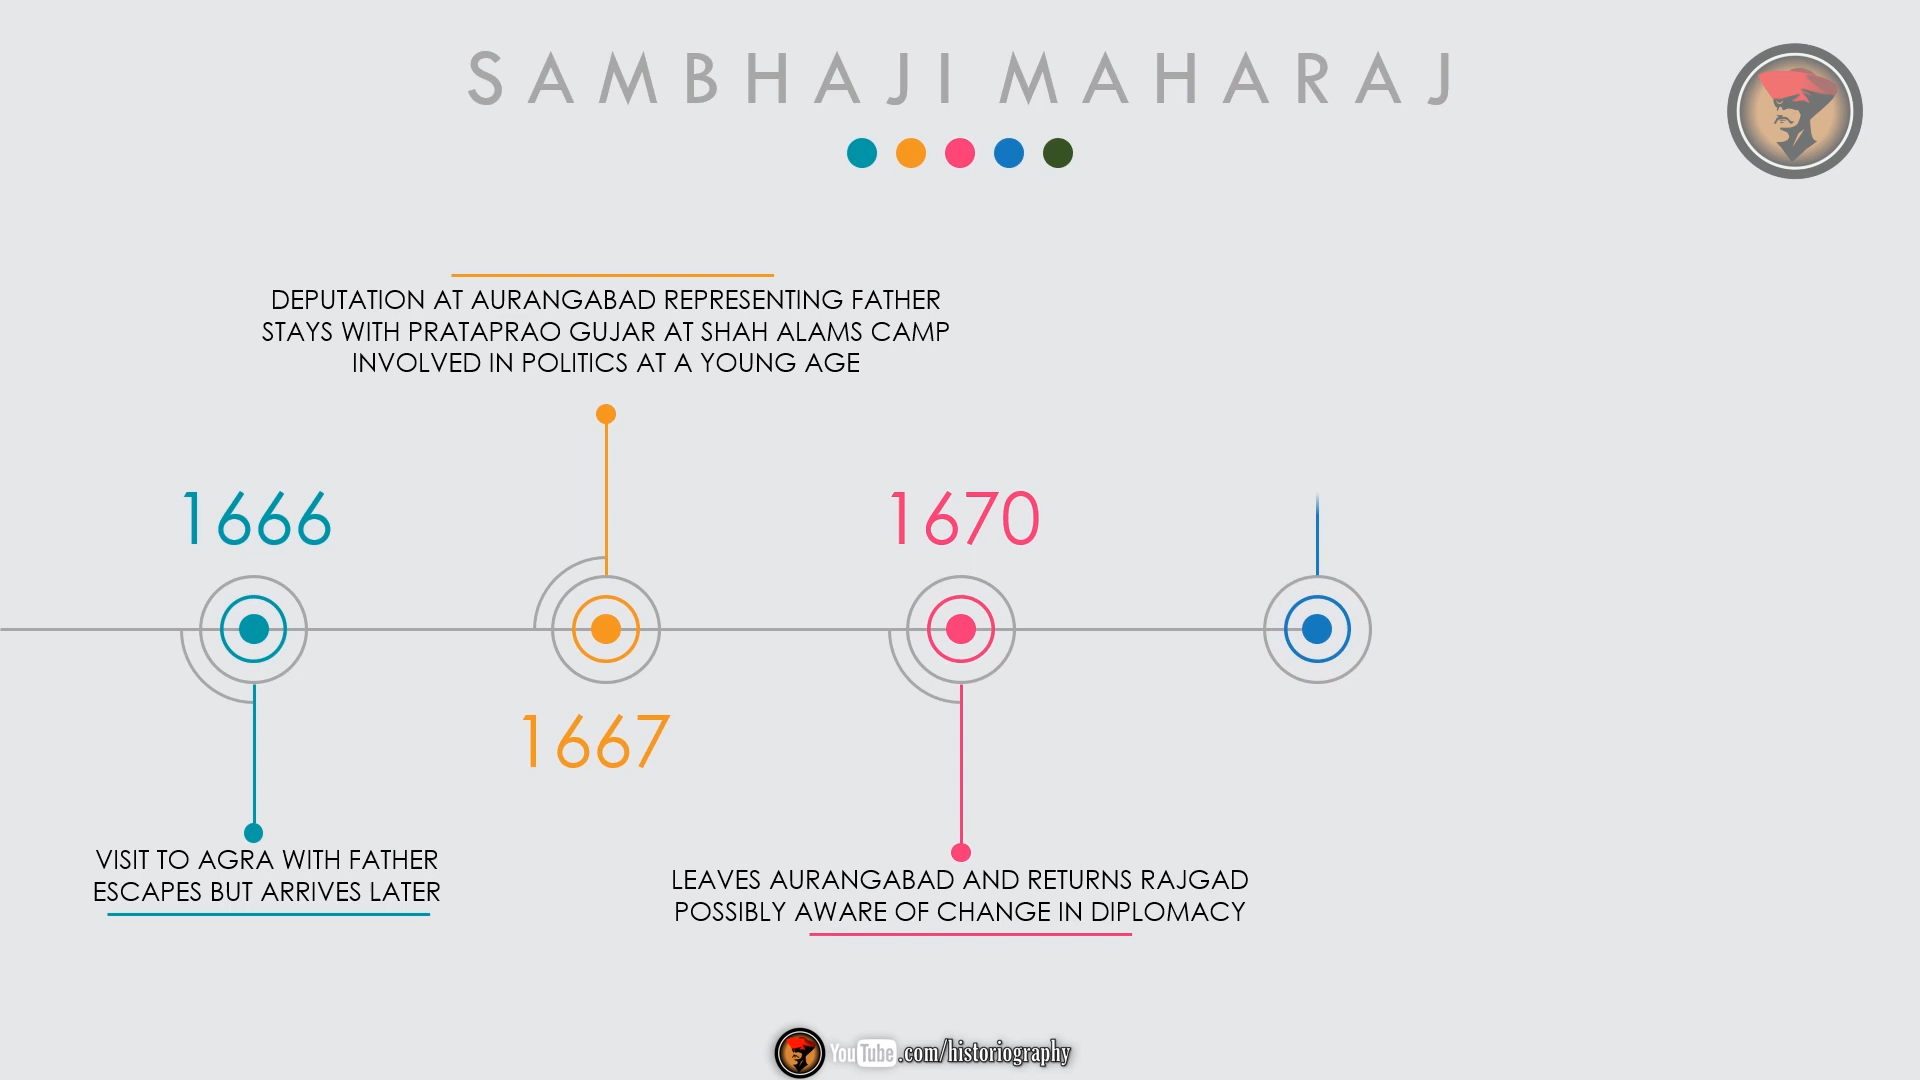 SAMBHAJI MAHARAJ
DEPUTATION AT AURANGABAD REPRESENTING FATHER
STAYS WITH PRATAPRAO GUJAR AT SHAH ALAMS CAMP
INVOLVED IN POLITICS AT A YOUNG AGE
1666
1670
1667
VISIT TO AGRA WITH FATHER
ESCAPES BUT ARRIVES LATER
LEAVES AURANGABAD AND RETURNS RAJGAD
POSSIBLY AWARE OF CHANGE IN DIPLOMACY
YouTube.com/historiography